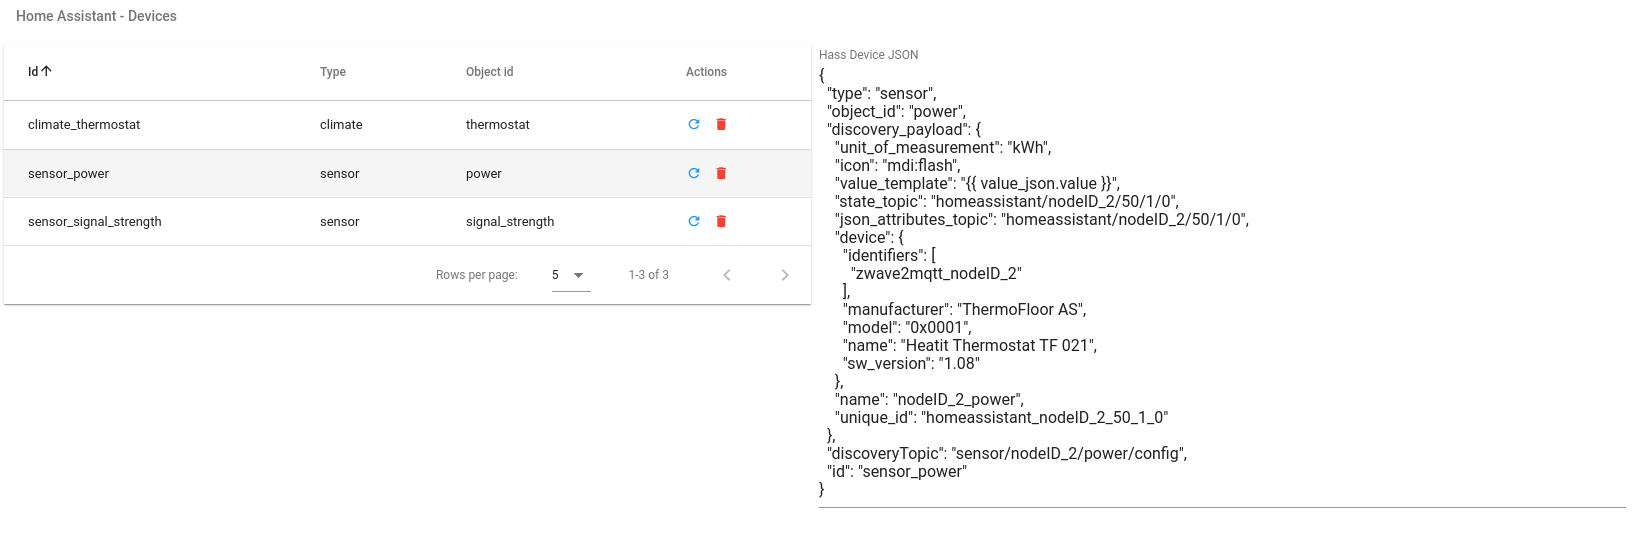 Home Assistant - Devices
Id Type Object id Actions
climate_thermostat climate thermostat
sensor_power sensor power
sensor_signal_strength sensor signal_strength
Rows per page: 5 1-3 of 3
Hass Device JSON
{
"type": "sensor",
"object_id": "power",
"discovery_payload": {
"unit_of_measurement": "kWh",
"icon": "mdi:flash",
"value_template": "{{ value_json.value }}",
"state_topic": "homeassistant/nodeID_2/50/1/0",
"json_attributes_topic": "homeassistant/nodeID_2/50/1/0",
"device": {
"identifiers": [
"zwave2mqtt_nodeID_2"
],
"manufacturer": "ThermoFloor AS",
"model": "0x0001",
"name": "Heatit Thermostat TF 021",
"sw_version": "1.08"
},
"name": "nodeID_2_power",
"unique_id": "homeassistant_nodeID_2_50_1_0"
},
"discoveryTopic": "sensor/nodeID_2/power/config",
"id": "sensor_power"
}